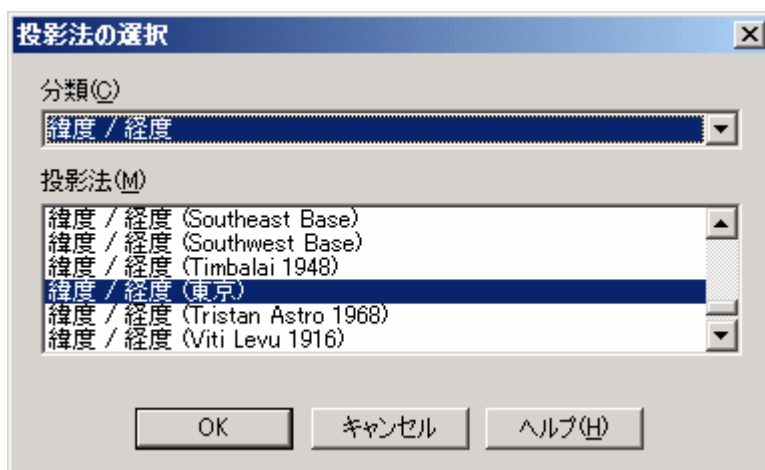 投影法の選択
分類(C)
緯度 / 経度
投影法(M)
緯度 / 経度 (Southeast Base)
緯度 / 経度 (Southwest Base)
緯度 / 経度 (Timbalai 1948)
緯度 / 経度 (東京)
緯度 / 経度 (Tristan Astro 1968)
緯度 / 経度 (Viti Levu 1916)
OK キャンセル ヘルプ(H)